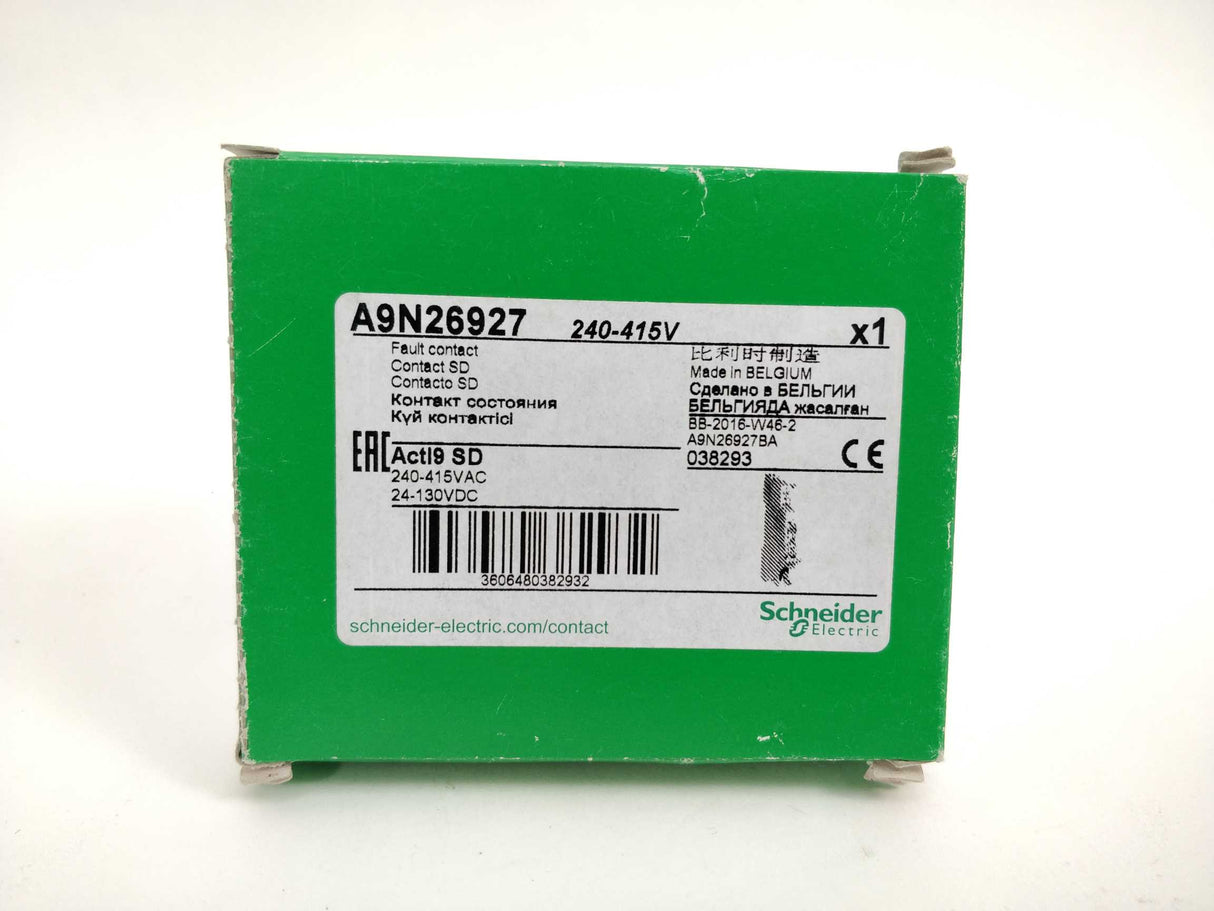 A9N26927 240-415V x1
Fault contact
Contact SD
Contacto SD
Контакт состояния
Күй контактісі
比利时制造
Made in BELGIUM
Сделано в БЕЛЬГИИ
БЕЛЬГИЯДА жасалған
BB-2016-W46-2
A9N26927BA
038293
CE
EAC
ActI9 SD
240-415VAC
24-130VDC
3606480382932
schneider-electric.com/contact
Schneider
Electric